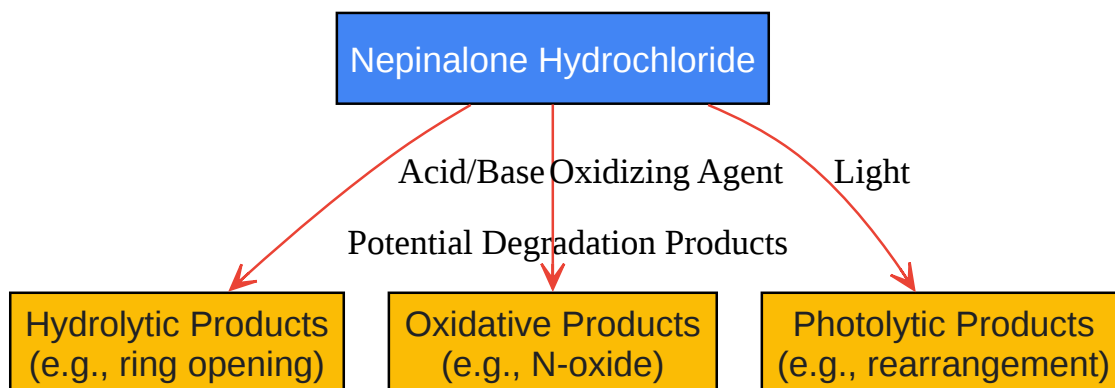 Nepinalone Hydrochloride
Acid/Base
Oxidizing Agent
Light
Potential Degradation Products
Hydrolytic Products
(e.g., ring opening)
Oxidative Products
(e.g., N-oxide)
Photolytic Products
(e.g., rearrangement)